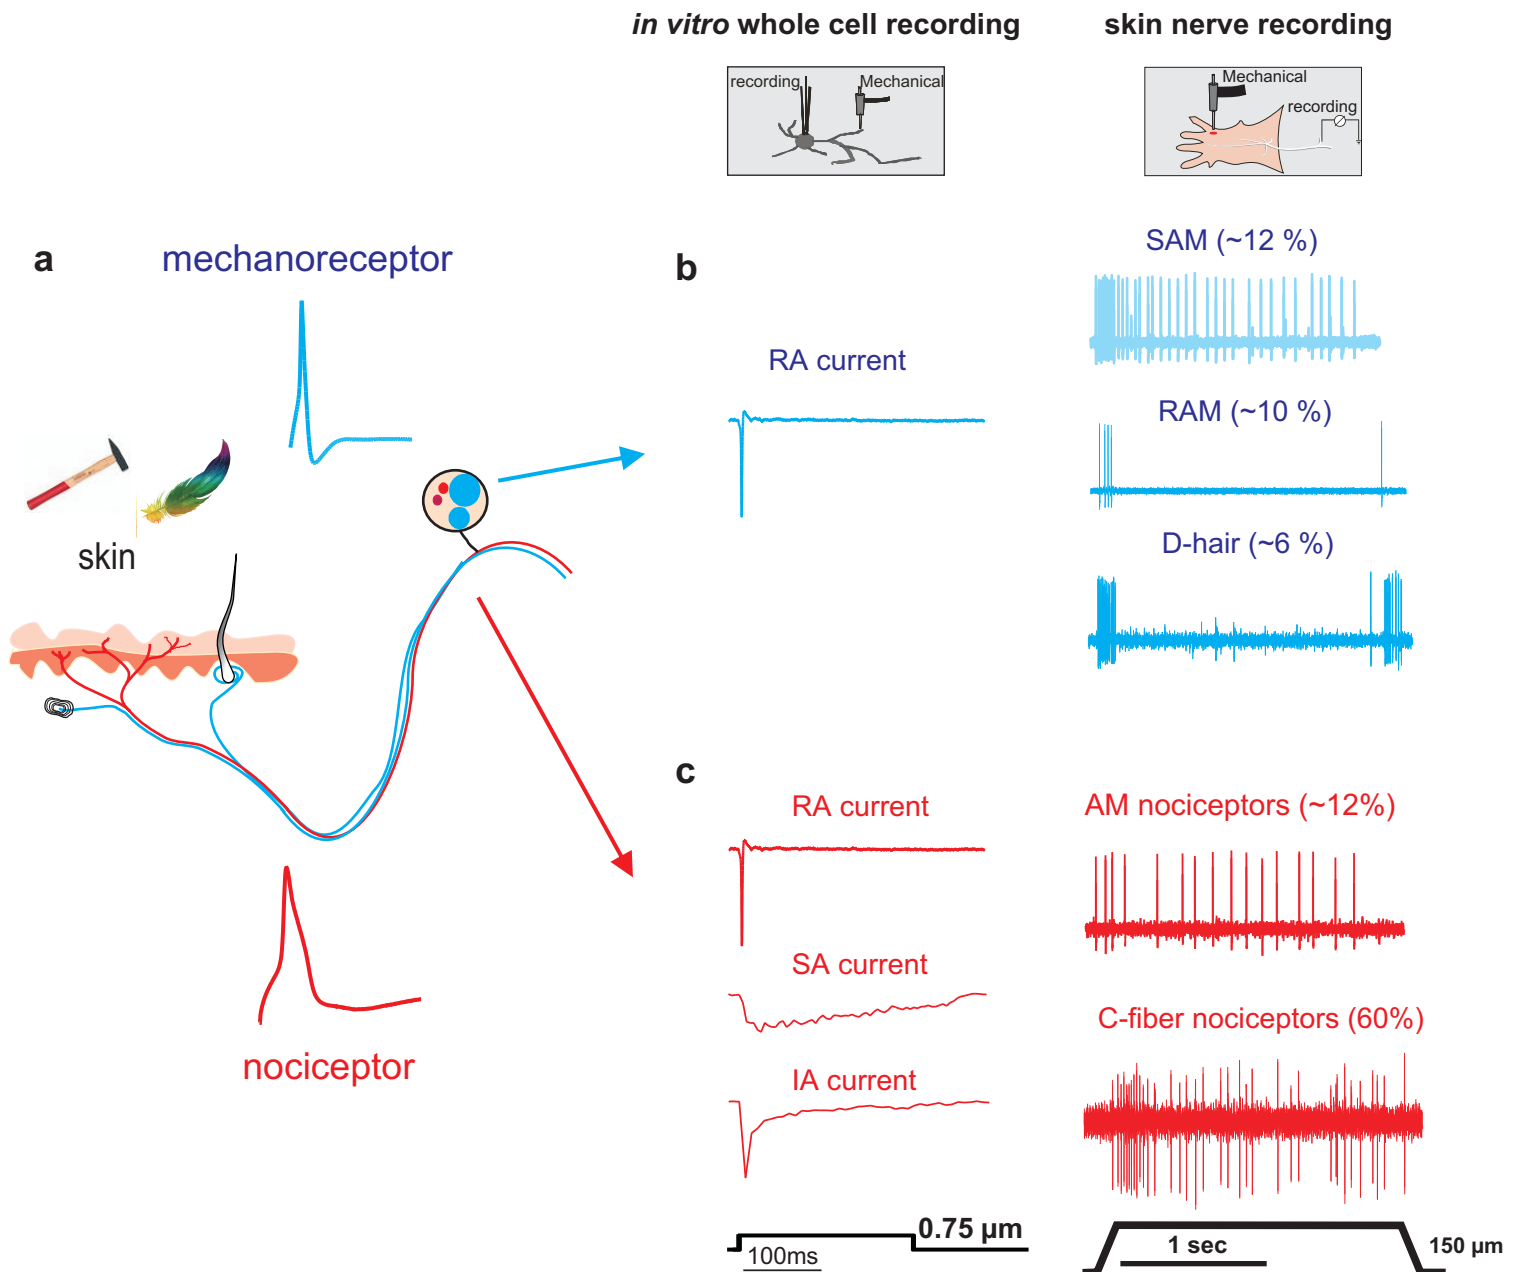 in vitro whole cell recording
skin nerve recording
recording
Mechanical
Mechanical
recording
a
mechanoreceptor
skin
nociceptor
b
RA current
SAM (~12 %)
RAM (~10 %)
D-hair (~6 %)
c
RA current
SA current
IA current
0.75 µm
100ms
AM nociceptors (~12%)
C-fiber nociceptors (60%)
1 sec
150 µm